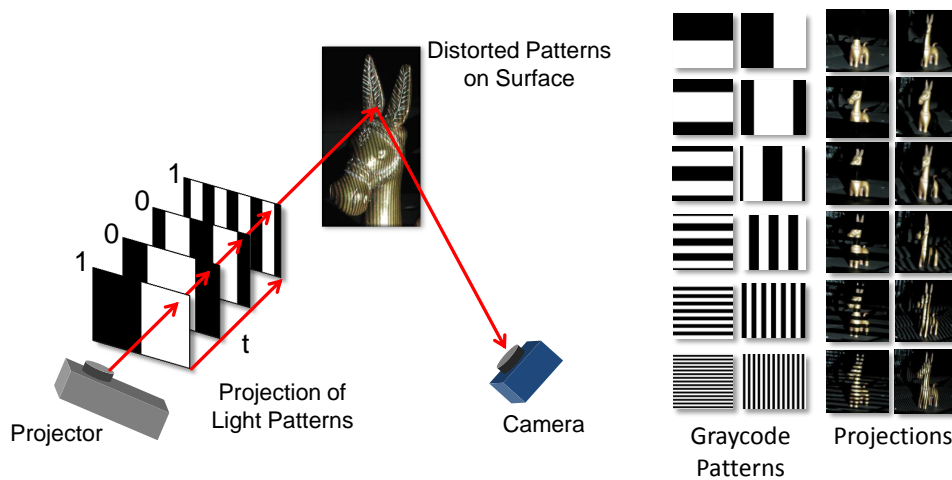 Distorted Patterns
on Surface
1
0
0
1
t
Projection of
Light Patterns
Projector
Camera
Graycode
Patterns
Projections